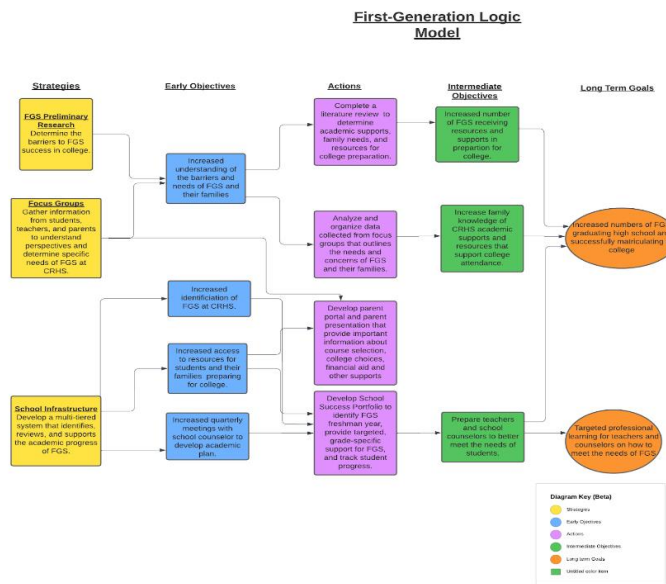 First-Generation Logic
Model
Strategies
Early Objectives
Actions
Intermediate
Objectives
Long Term Goals
FGS Preliminary
Research
Determine the
barriers to FGS
success in college.
Focus Groups
Gather information
from students,
teachers, and parents
to understand
perspectives and
determine specific
needs of FGS at
CRHS.
School Infrastructure
Develop a multi-tiered
system that identifies,
reviews, and supports
the academic progress
of FGS.
Increased
understanding of
the barriers and
needs of FGS and
their families
Increased
identificiation of
FGS at CRHS.
Increased access
to resources for
students and their
families preparing
for college.
Increased quarterly
meetings with
school counselor to
develop academic
plan.
Complete a
literature review to
determine academic
supports,
family needs, and
resources for
college preparation.
Analyze and
organize data
collected from focus
groups that outlines
the needs and
concerns of FGS
and their families.
Develop parent
portal and parent
presentation that
provide important
information about
course selection,
college choices,
financial aid and
other supports
Develop School
Success Portfolio to
identify FGS
freshman year,
provide targeted,
grade-specific
support for FGS,
and track student
progress.
Increased number
of FGS receiving
resources and
supports in
prepartion for
college.
Increase family
knowledge of
CRHS academic
supports and
resources that
support college
attendance.
Prepare teachers
and school
counselors to better
meet the needs of
students.
Increased numbers of FGS
graduating high school and
successfully matriculating
college
Targeted professional
learning for teachers and
counselors on how to
meet the needs of FGS.
Diagram Key (Beta)
Strategies
Early Objectives
Actions
Intermediate Objectives
Long term Goals
Untitled color item